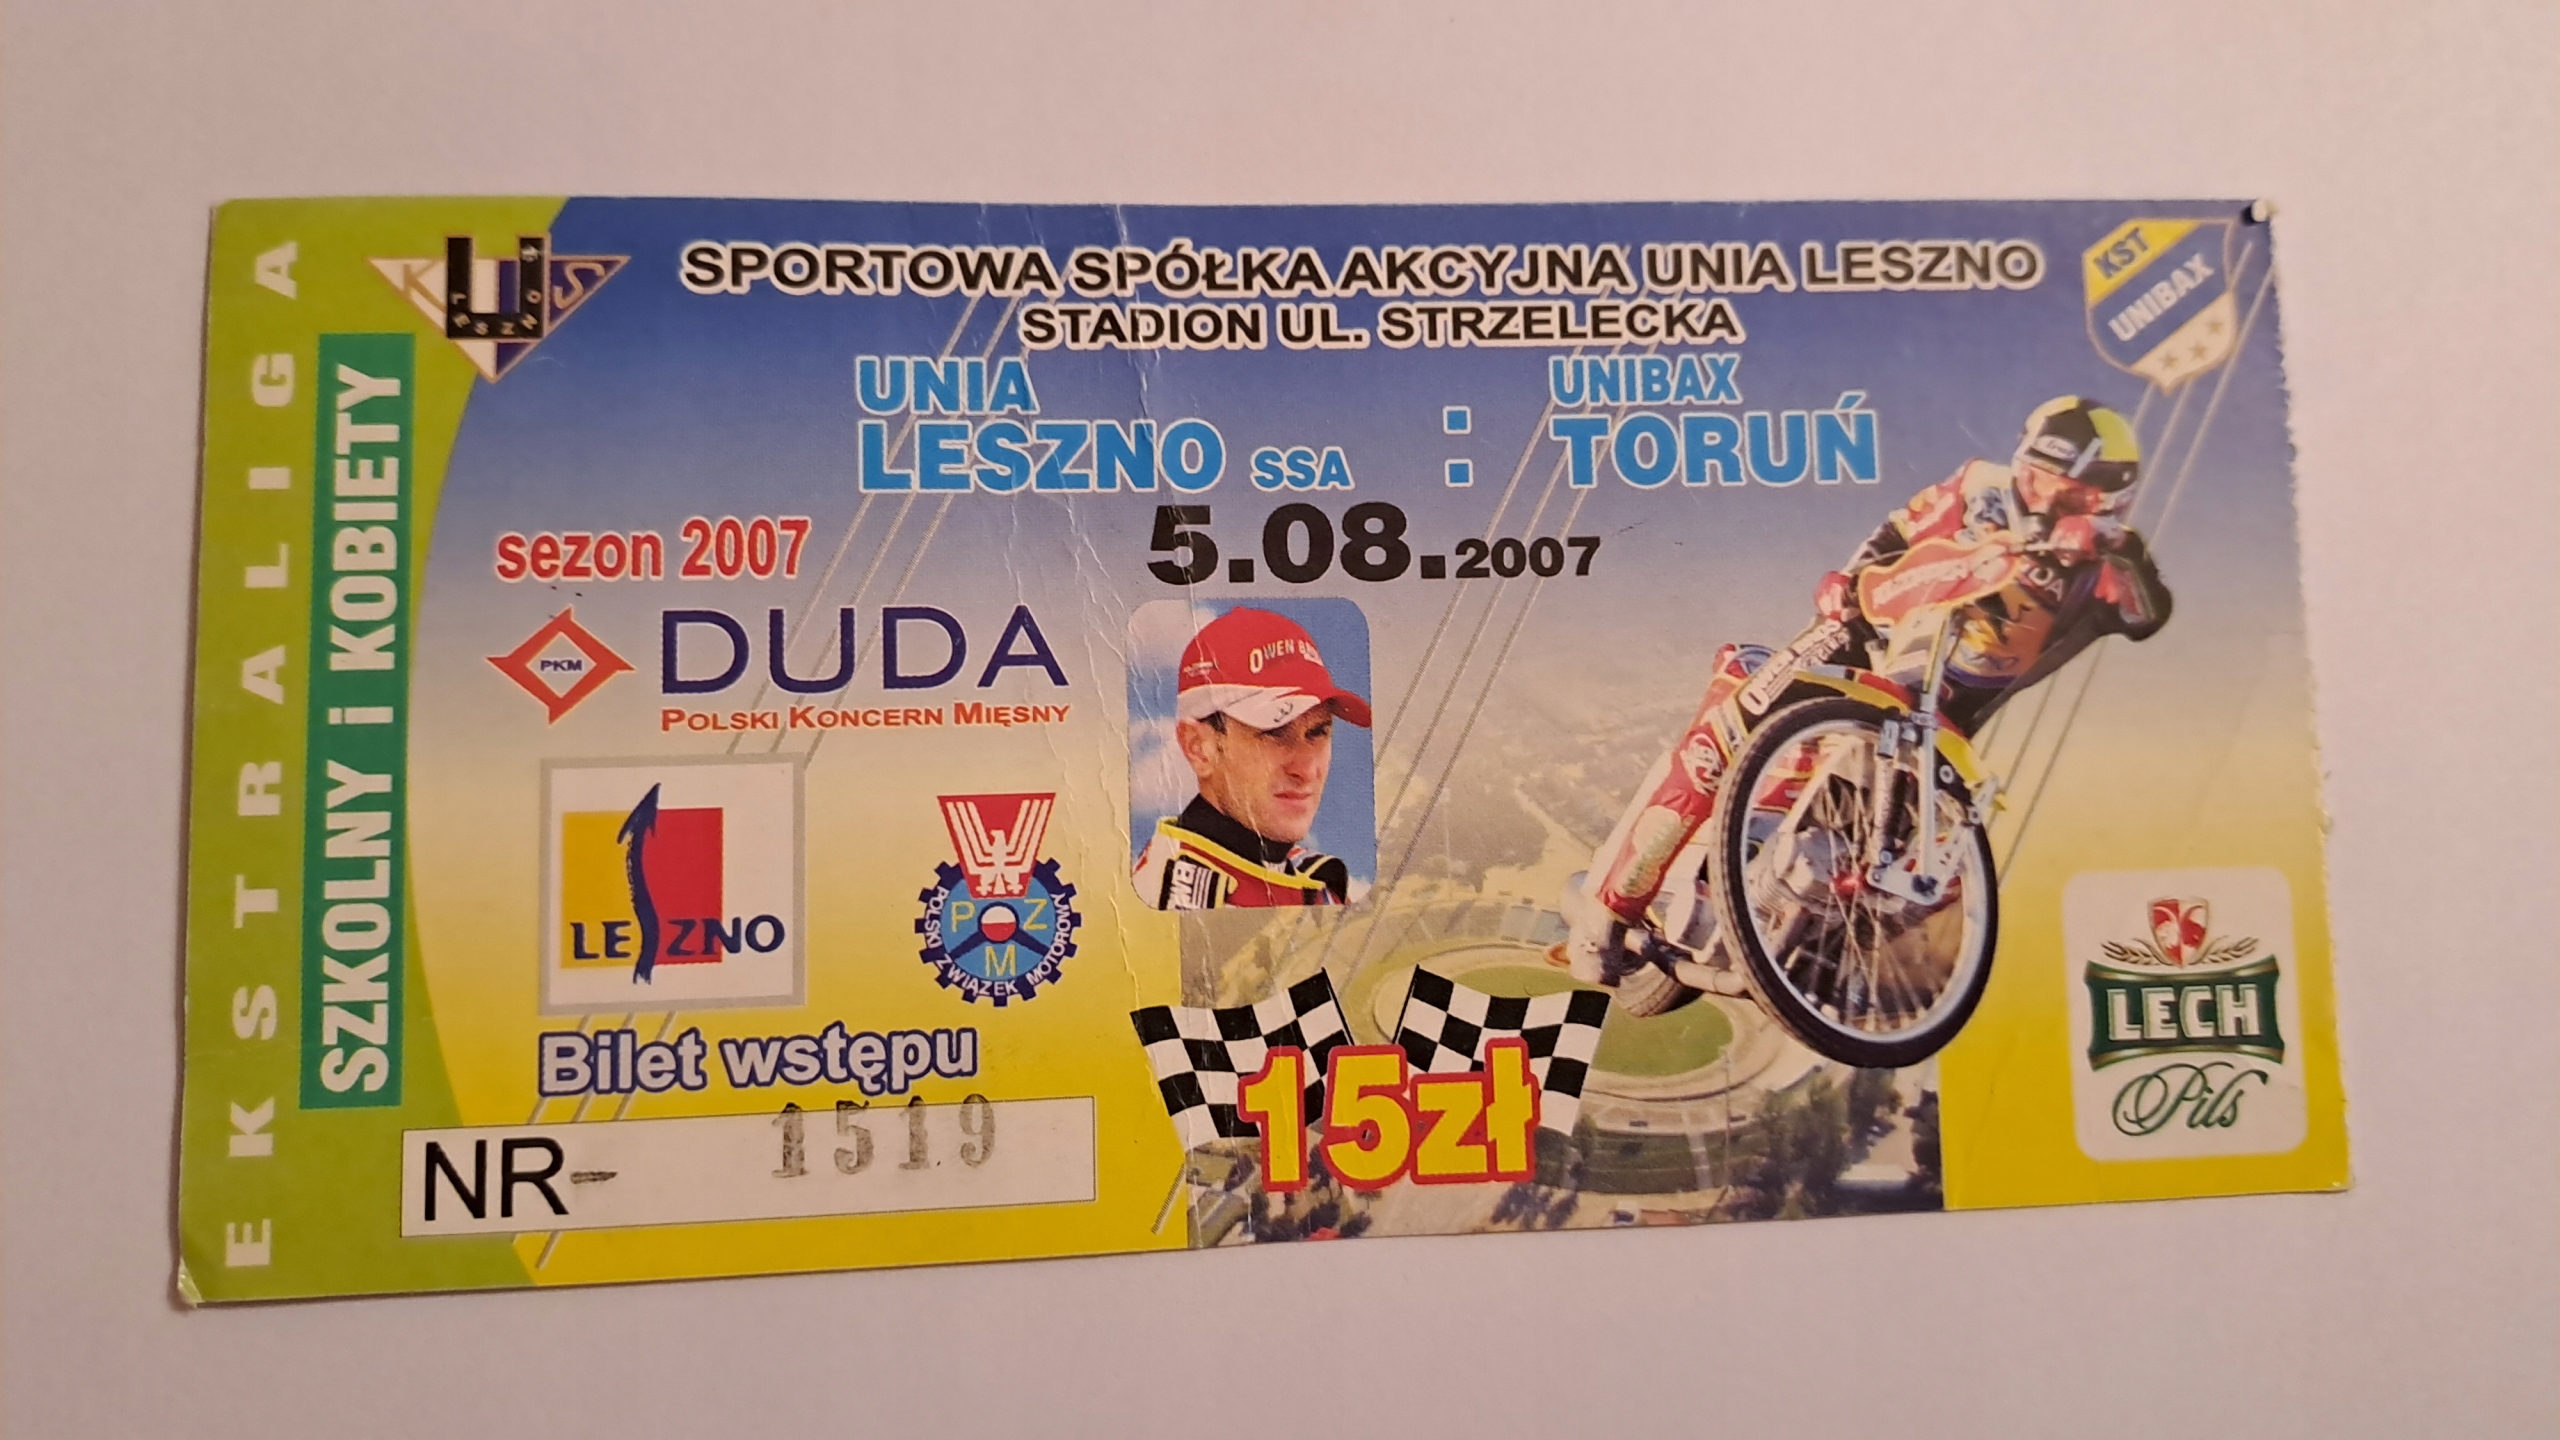 EKSTRALIGA
SZKOLNY i KOBIETY
K U S
LESZNO
SPORTOWA SPÓŁKA AKCYJNA UNIA LESZNO
STADION UL. STRZELECKA
KST
UNIBAX
UNIA
LESZNO SSA
:
UNIBAX
TORUŃ
sezon 2007
5.08.2007
PKM
DUDA
POLSKI KONCERN MIĘSNY
OWEN
LESZNO
P Z M
POLSKI ZWIĄZEK MOTOROWY
Bilet wstępu
NR- 1519
15zł
LECH
Pils